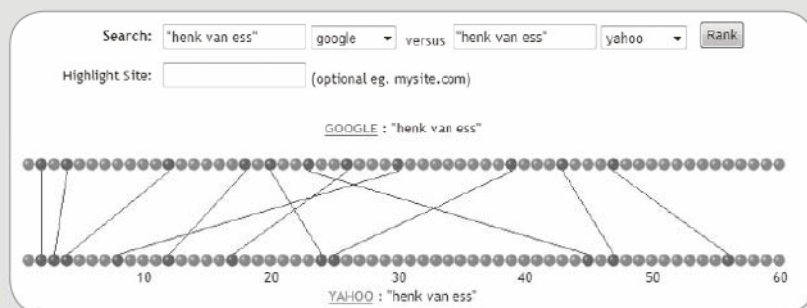 Search: "henk van ess" google versus "henk van ess" yahoo Rank
Highlight Site: (optional eg. mysite.com)
GOOGLE : "henk van ess"
10 20 30 40 50 60
YAHOO : "henk van ess"